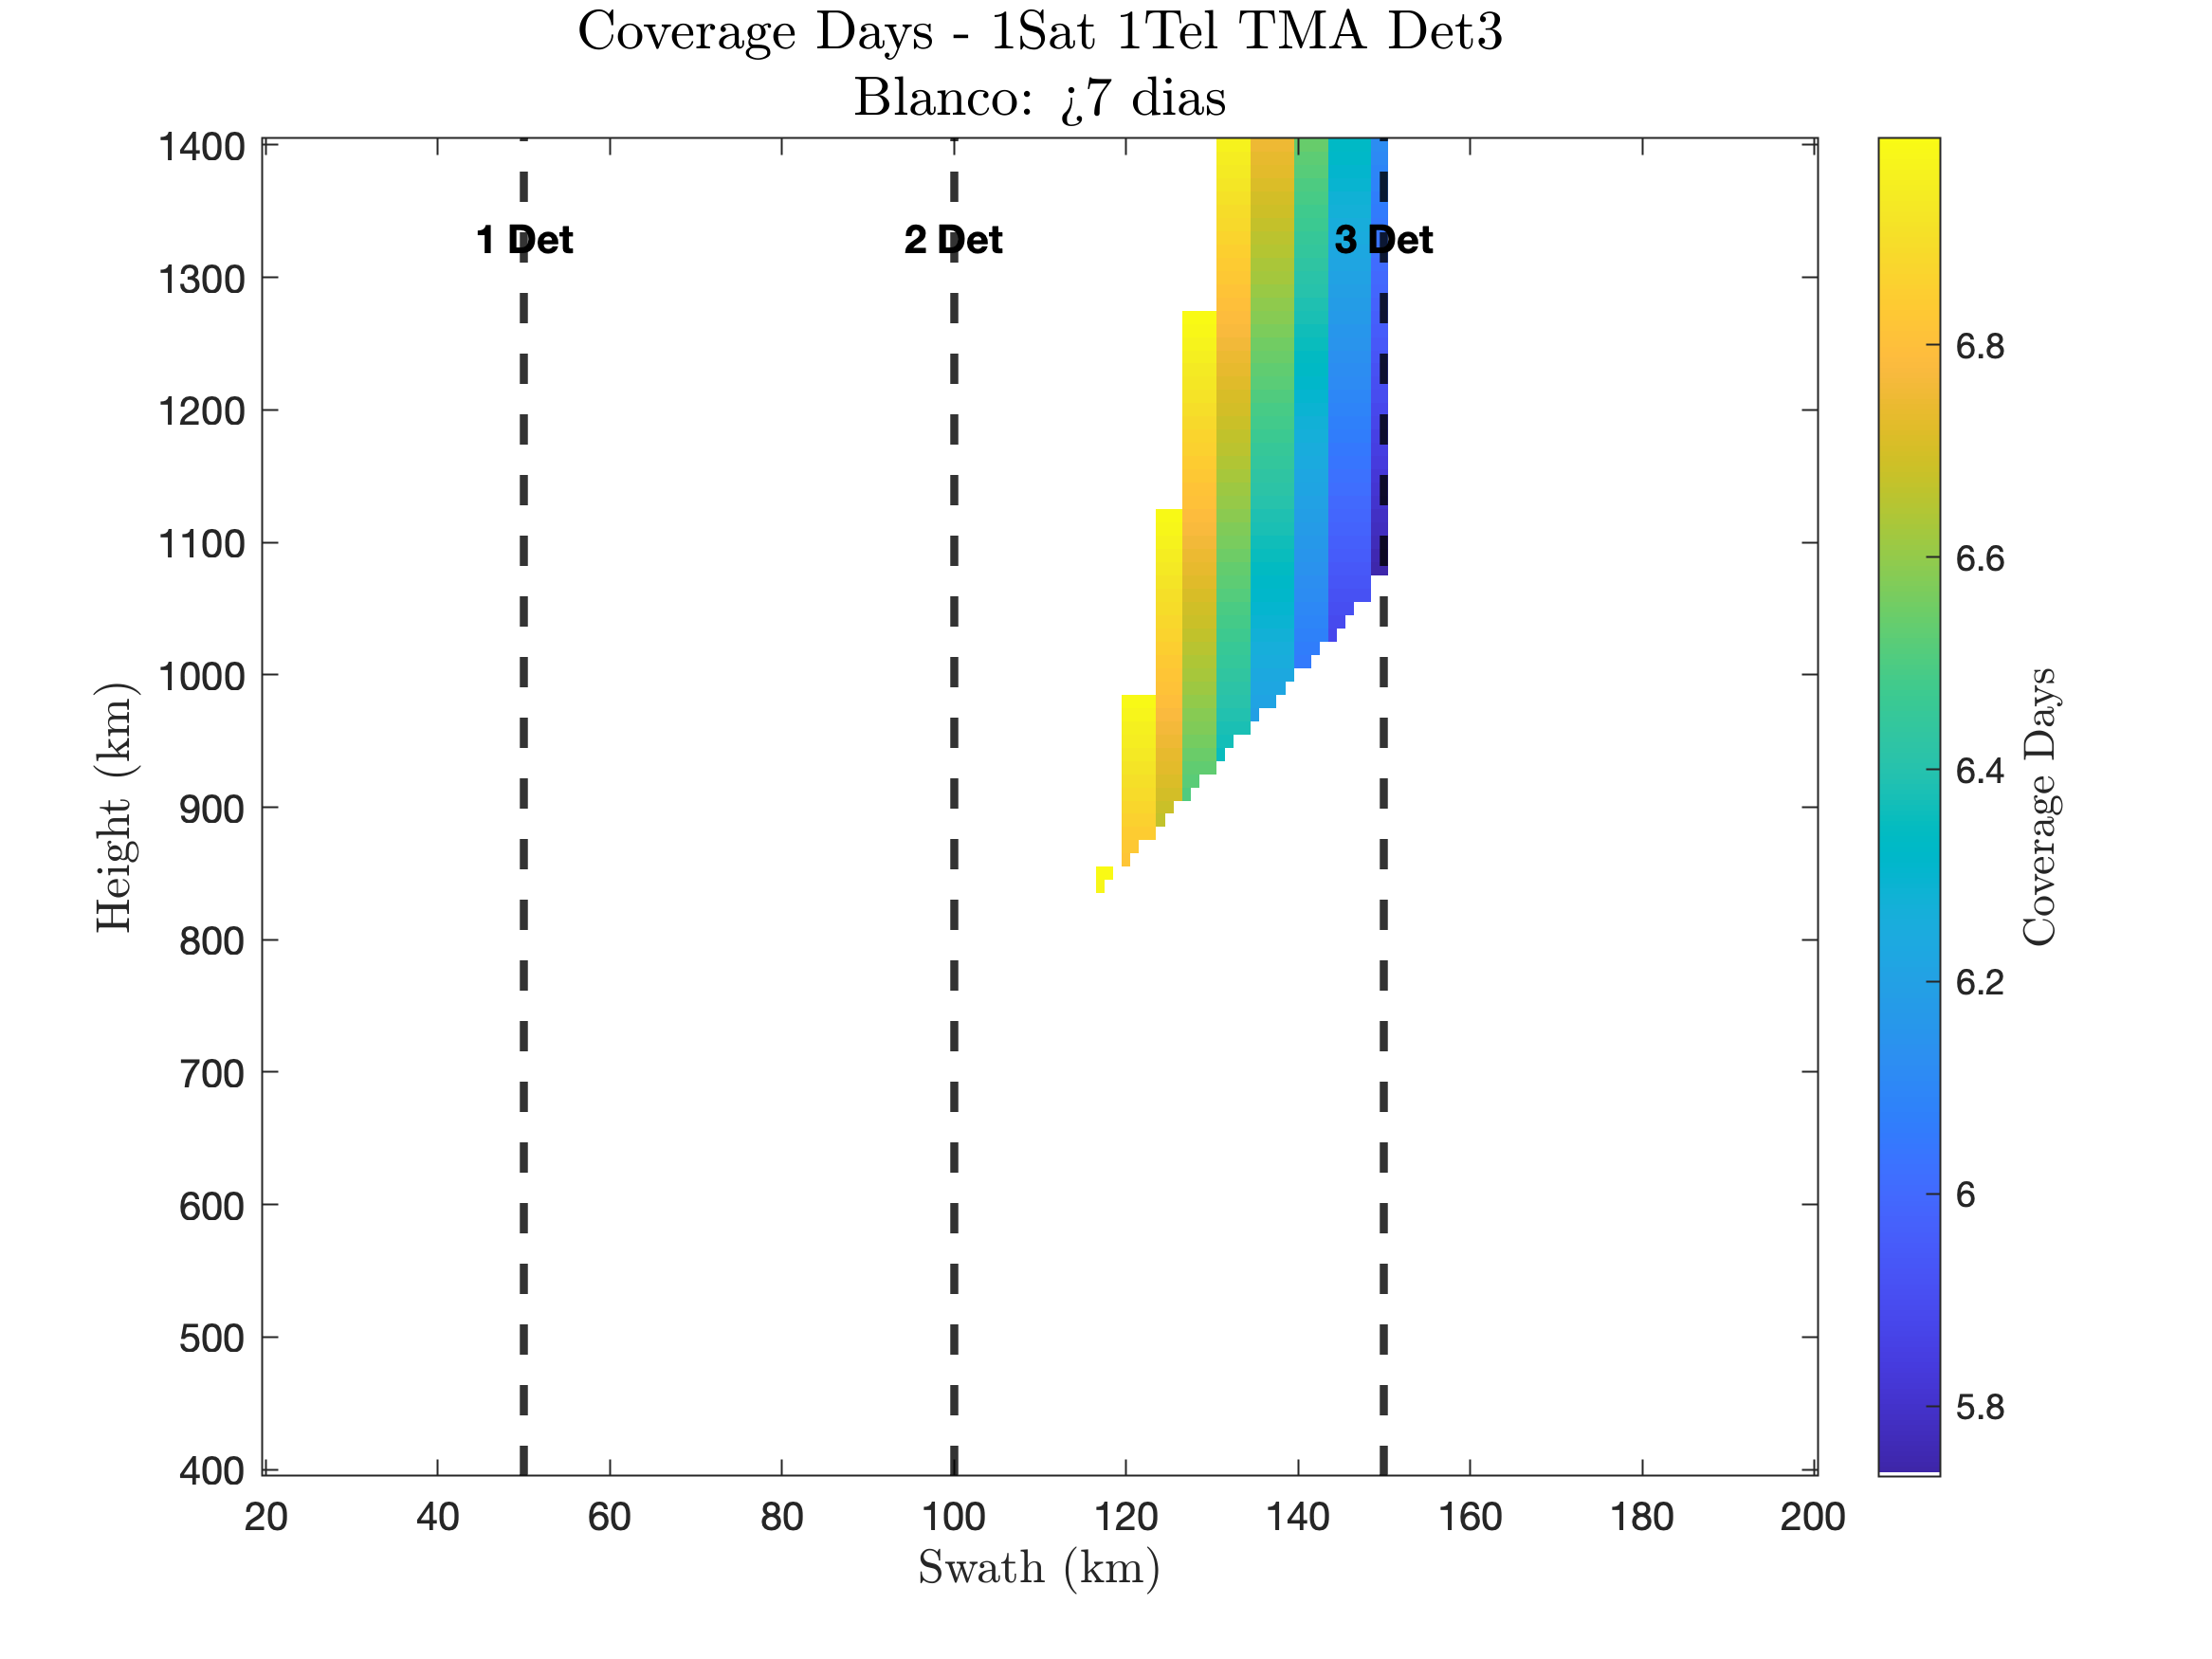 Coverage Days - 1Sat 1Tel TMA Det3
Blanco: ¿7 dias
1400
1300
1200
1100
1000
900
800
700
600
500
400
Height (km)
1 Det
2 Det
3 Det
20 40 60 80 100 120 140 160 180 200
Swath (km)
6.8
6.6
6.4
6.2
6
5.8
Coverage Days